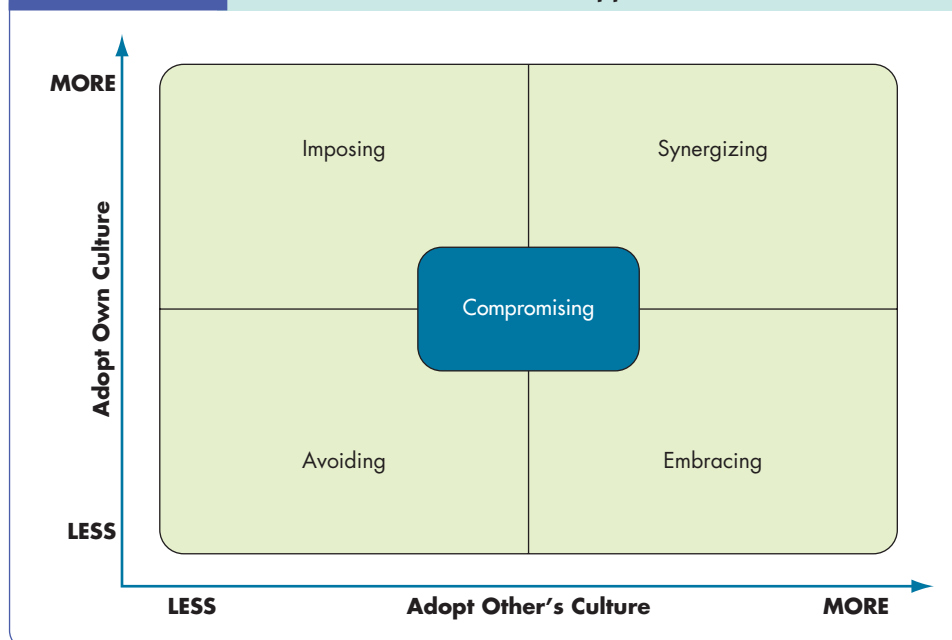 MORE
Imposing
Synergizing
Adopt Own Culture
Compromising
Avoiding
Embracing
LESS
LESS
Adopt Other's Culture
MORE